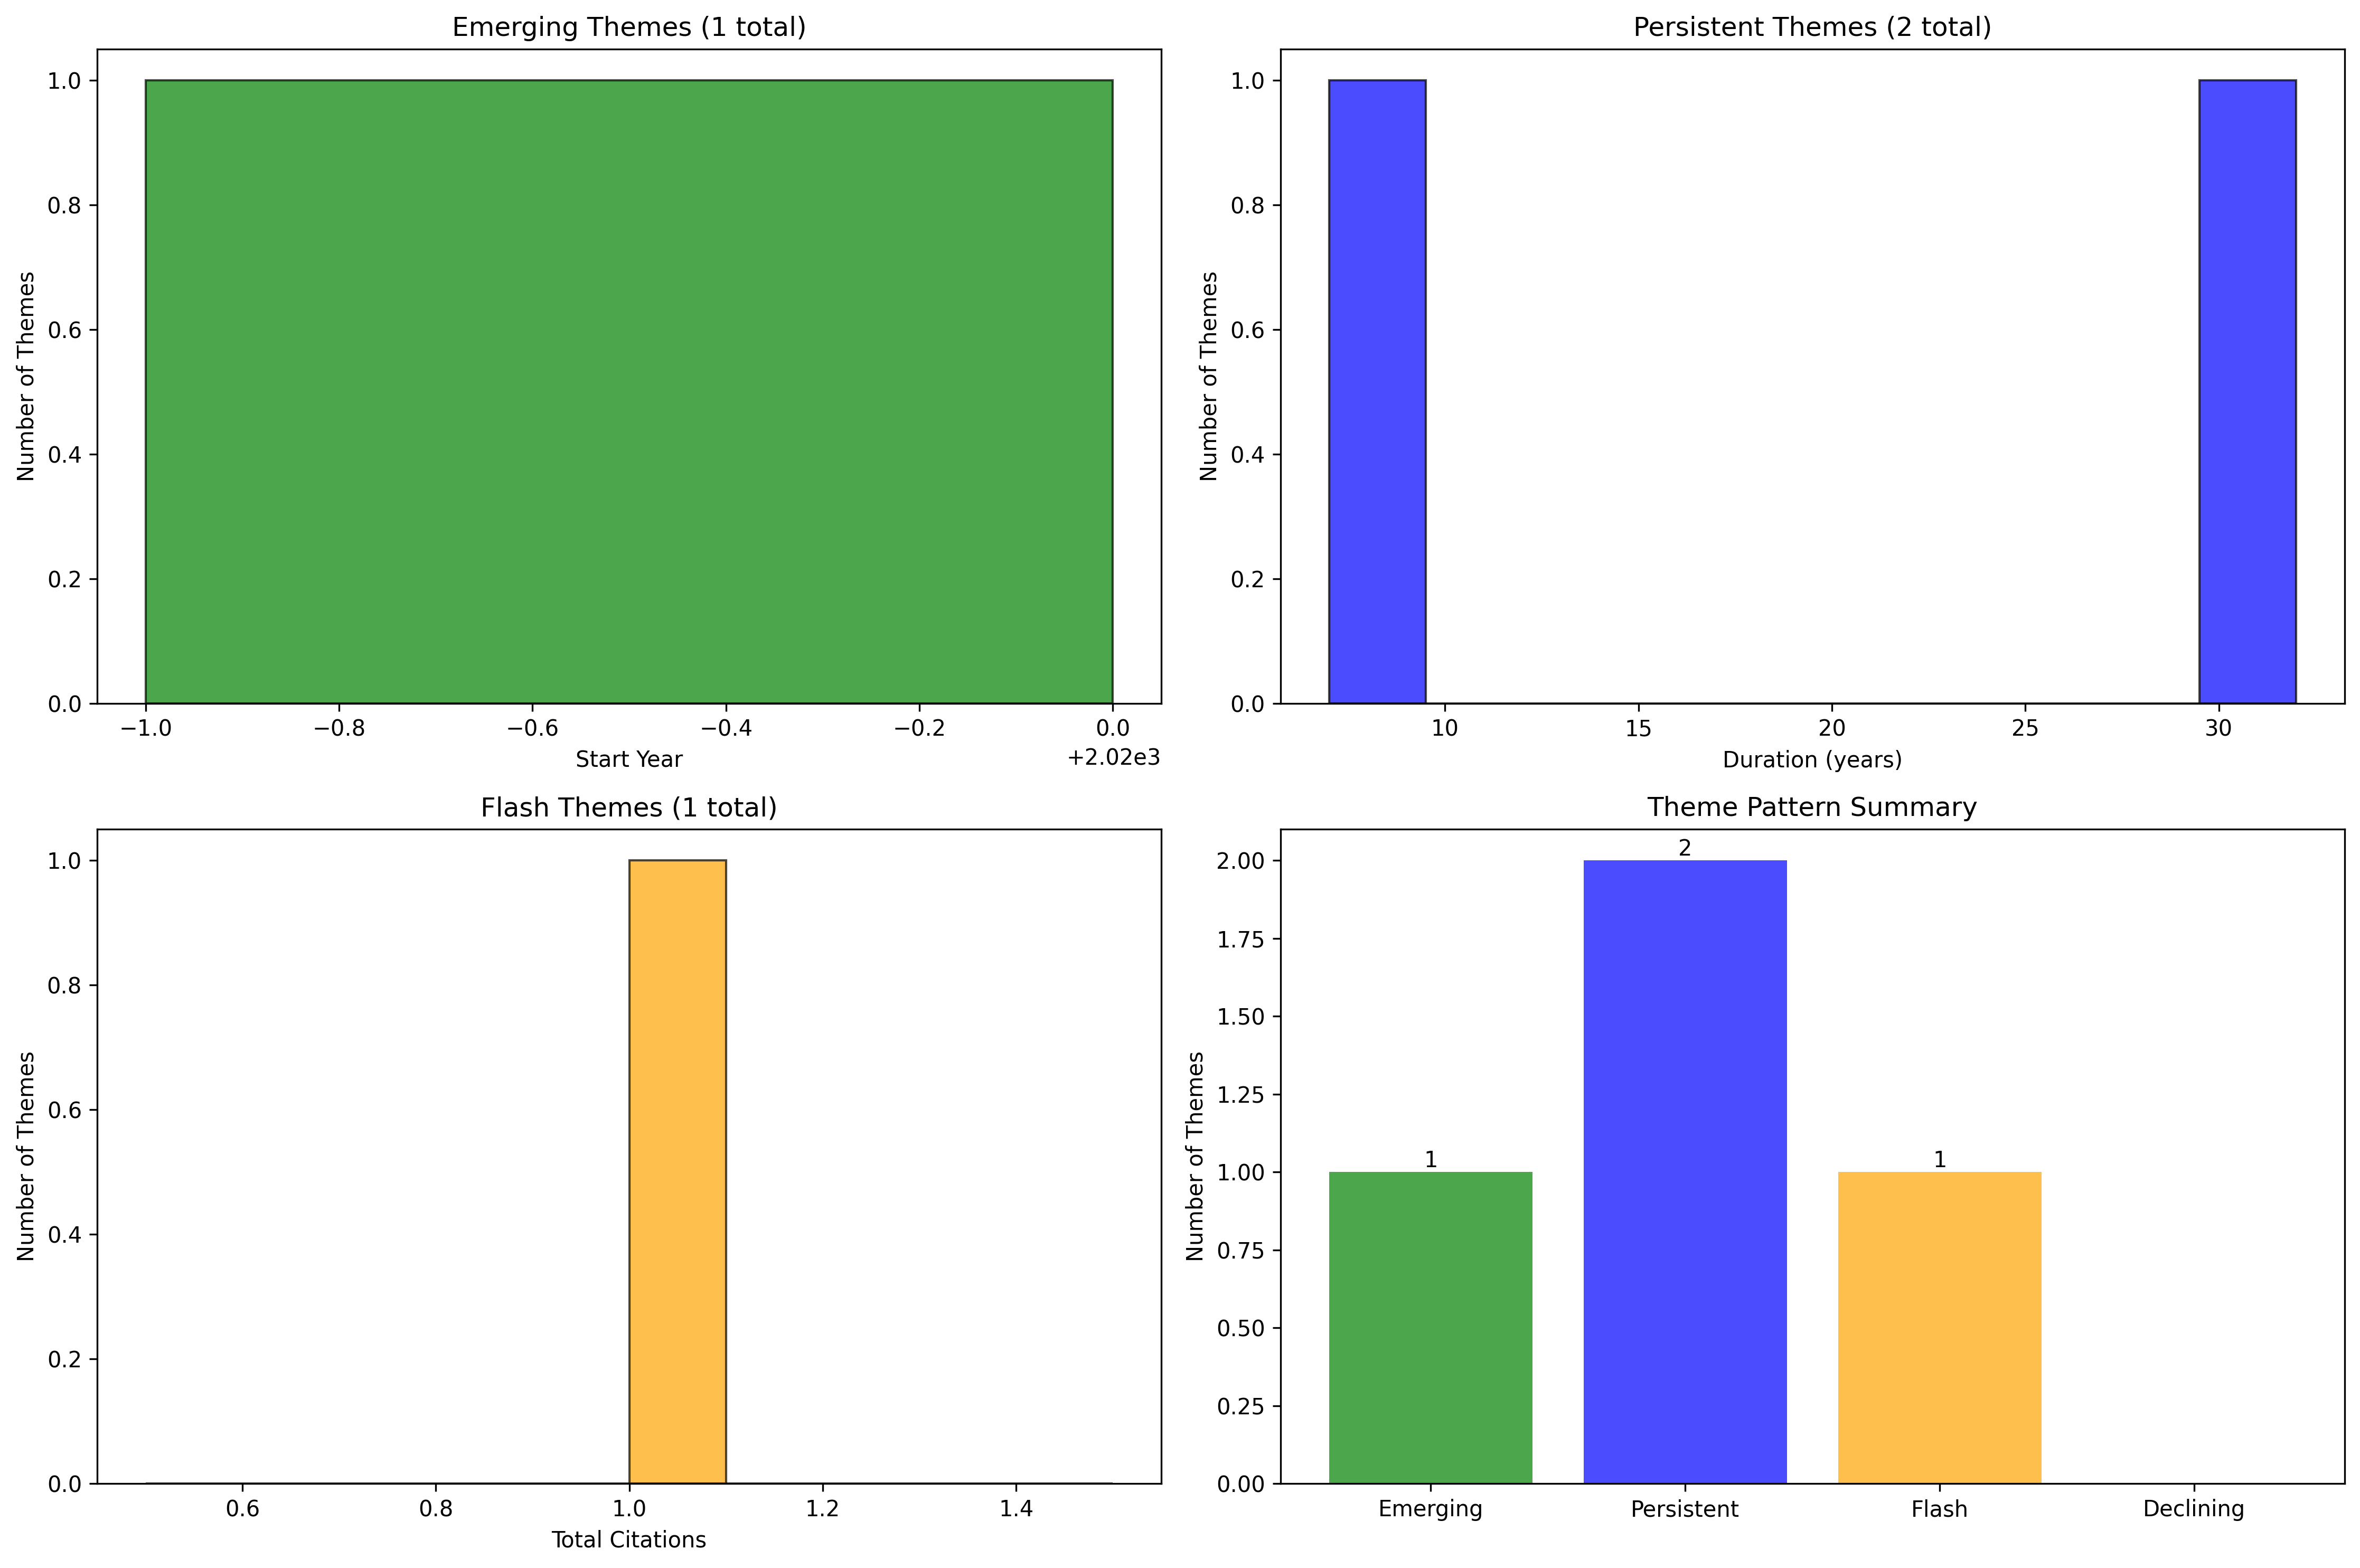 Emerging Themes (1 total)
Number of Themes
1.0
0.8
0.6
0.4
0.2
0.0
−1.0 −0.8 −0.6 −0.4 −0.2 0.0
+2.02e3
Start Year
Persistent Themes (2 total)
Number of Themes
1.0
0.8
0.6
0.4
0.2
0.0
10 15 20 25 30
Duration (years)
Flash Themes (1 total)
Number of Themes
1.0
0.8
0.6
0.4
0.2
0.0
0.6 0.8 1.0 1.2 1.4
Total Citations
Theme Pattern Summary
Number of Themes
2.00
1.75
1.50
1.25
1.00
0.75
0.50
0.25
0.00
1
2
1
Emerging Persistent Flash Declining